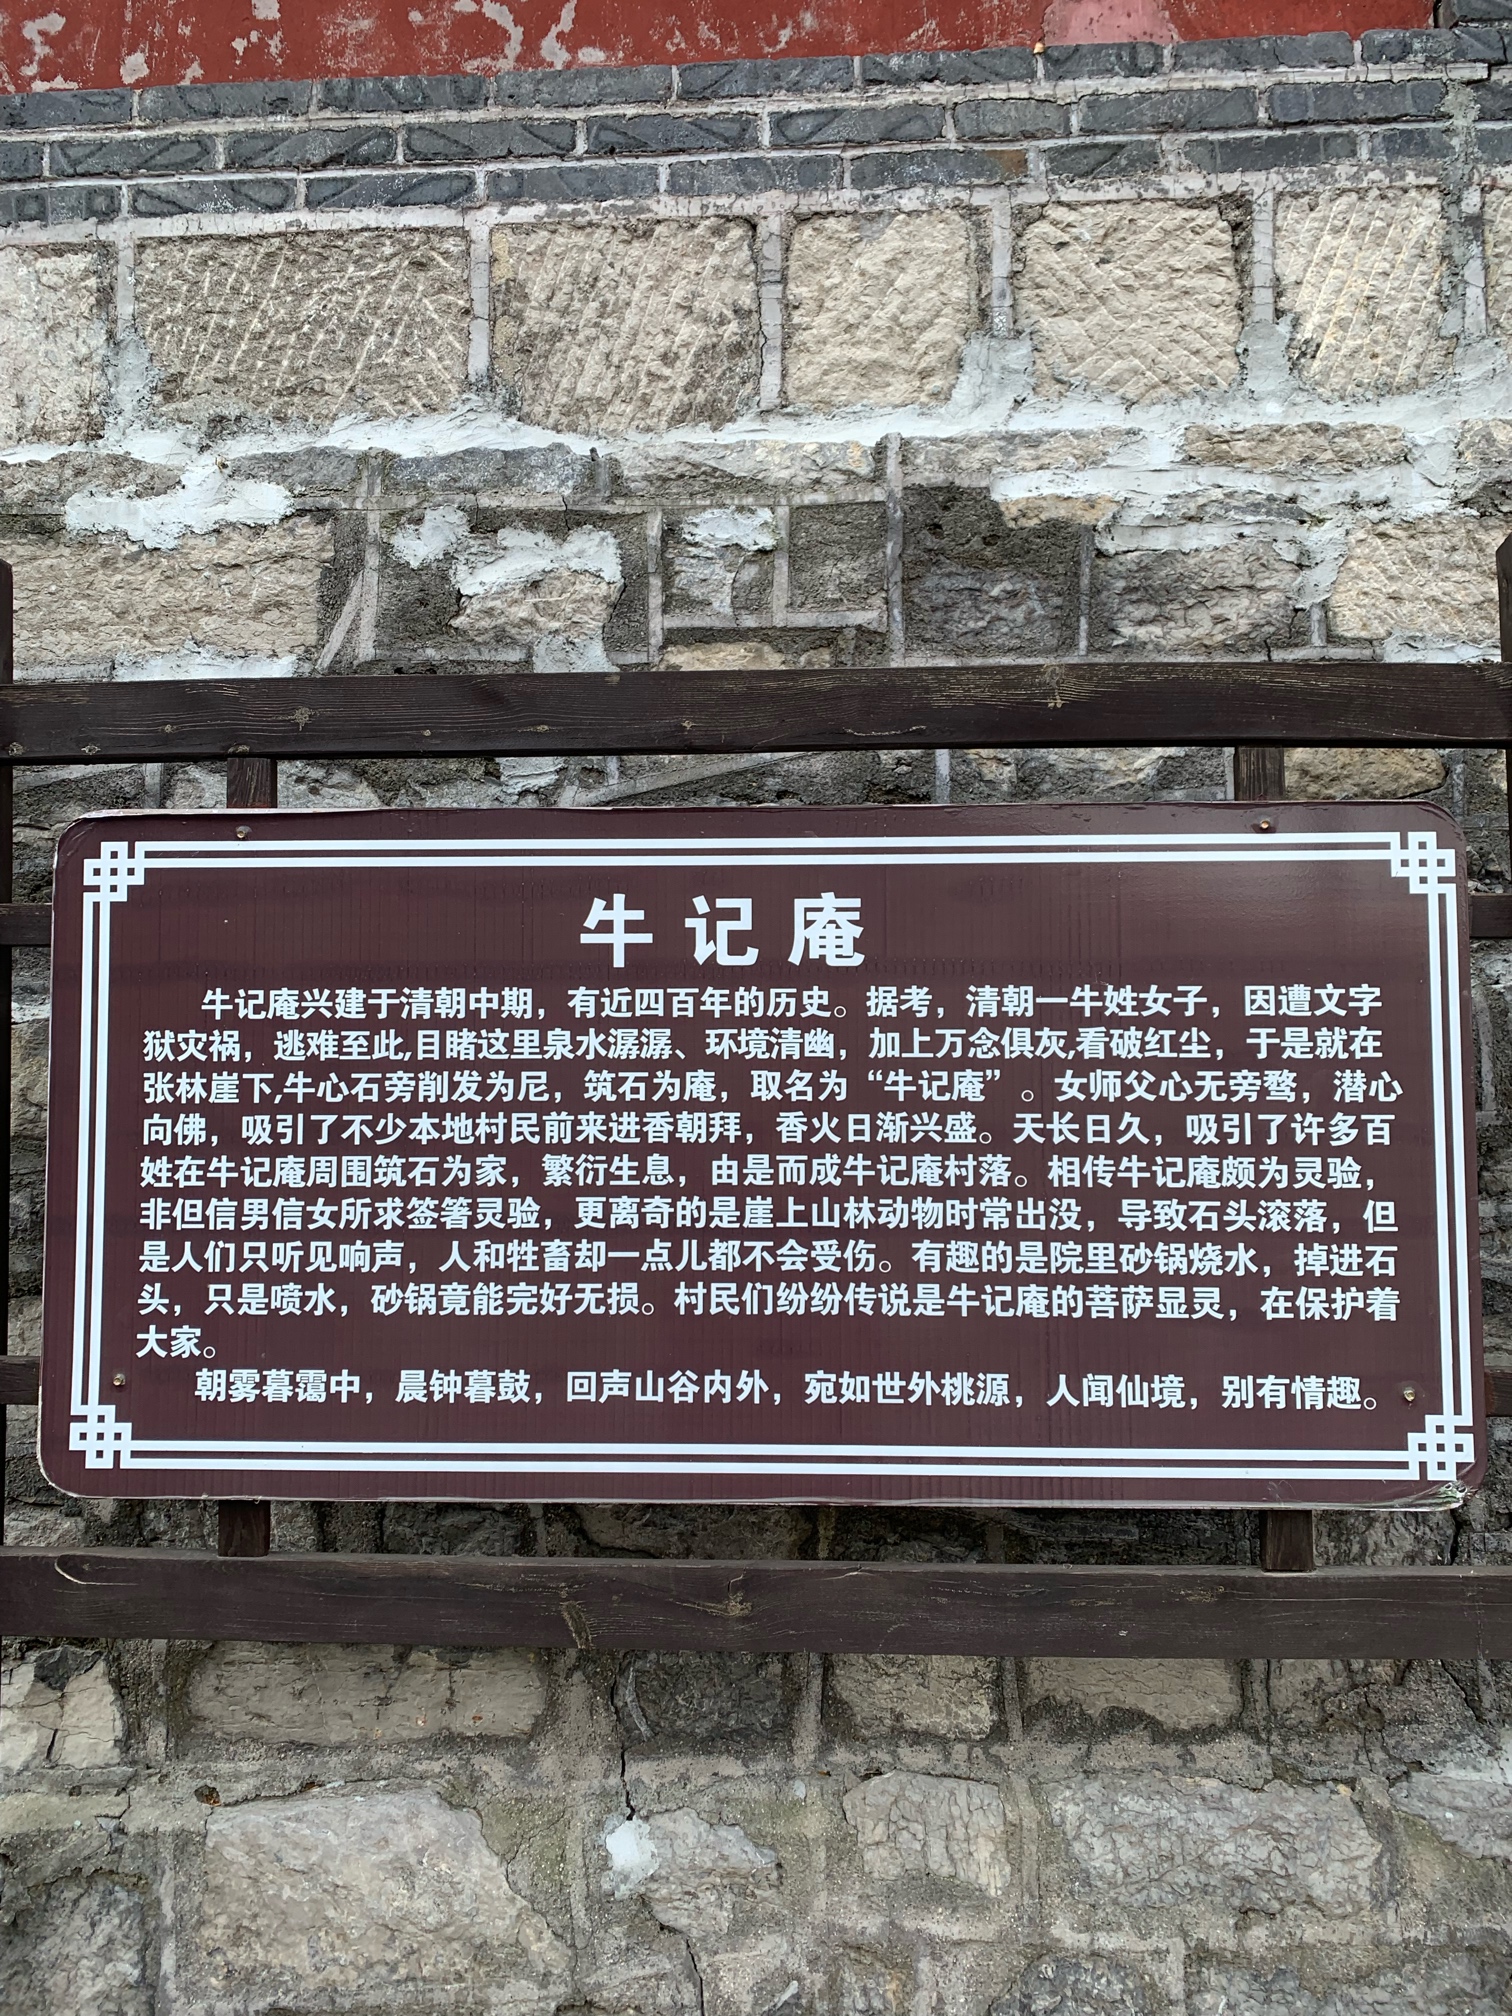 牛记庵
牛记庵兴建于清朝中期，有近四百年的历史。据考，清朝一牛姓女子，因遭文字
狱灾祸，逃难至此,目睹这里泉水潺潺、环境清幽，加上万念俱灰,看破红尘，于是就在
张林崖下,牛心石旁削发为尼，筑石为庵，取名为“牛记庵”。女师父心无旁骛，潜心
向佛，吸引了不少本地村民前来进香朝拜，香火日渐兴盛。天长日久，吸引了许多百
姓在牛记庵周围筑石为家，繁衍生息，由是而成牛记庵村落。相传牛记庵颇为灵验，
非但信男信女所求签箸灵验，更离奇的是崖上山林动物时常出没，导致石头滚落，但
是人们只听见响声，人和牲畜却一点儿都不会受伤。有趣的是院里砂锅烧水，掉进石
头，只是喷水，砂锅竟能完好无损。村民们纷纷传说是牛记庵的菩萨显灵，在保护着
大家。
朝雾暮霭中，晨钟暮鼓，回声山谷内外，宛如世外桃源，人间仙境，别有情趣。